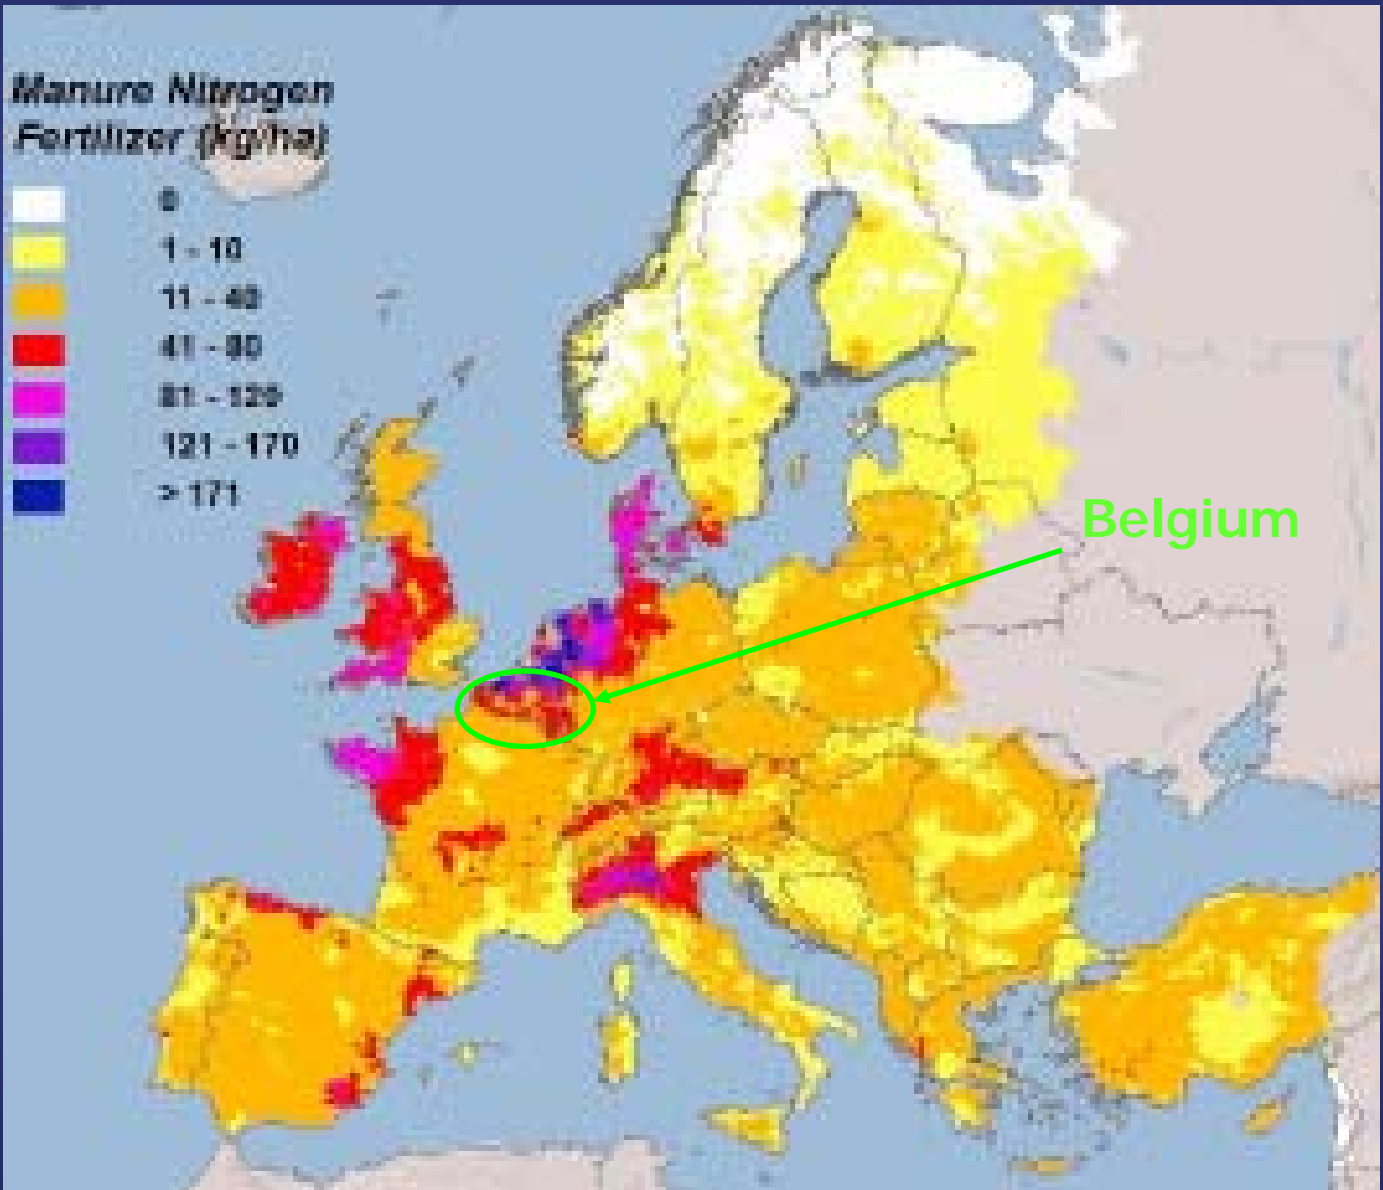 Manure Nitrogen
Fertilizer (kg/ha)
0
1 - 10
11 - 40
41 - 80
81 - 120
121 - 170
> 171
Belgium